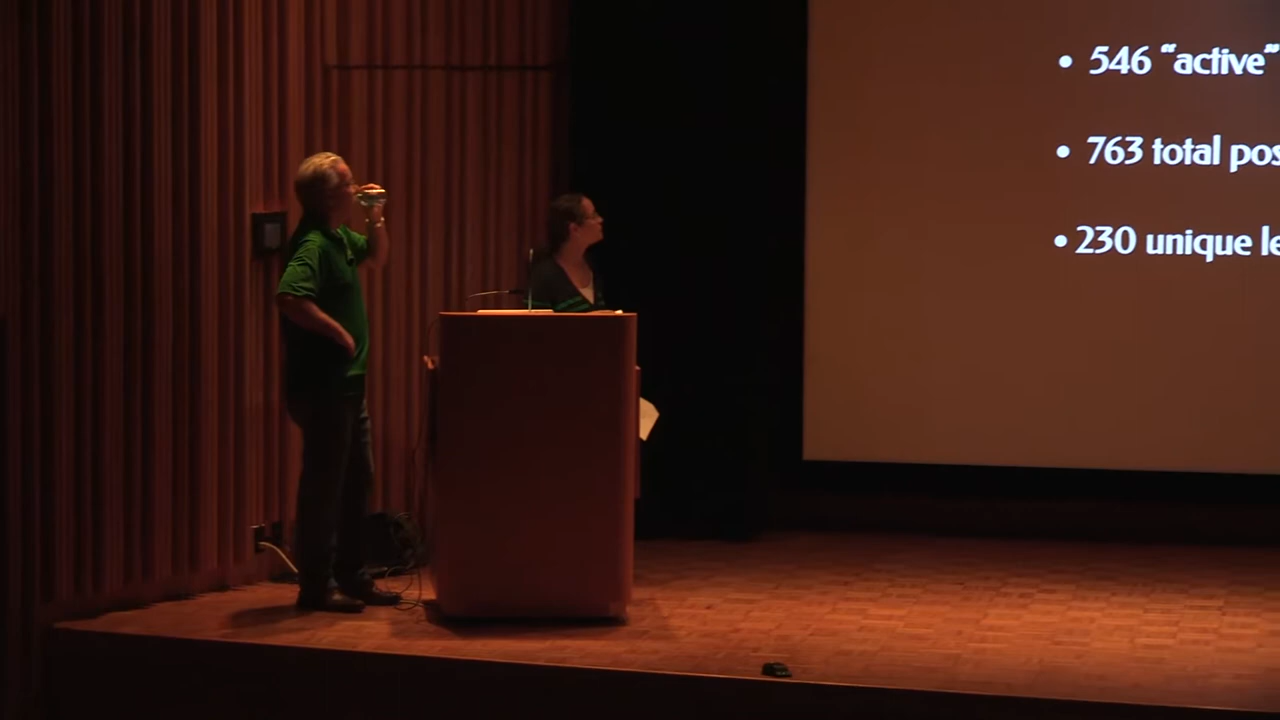 • 546 “active”
• 763 total pos
• 230 unique le